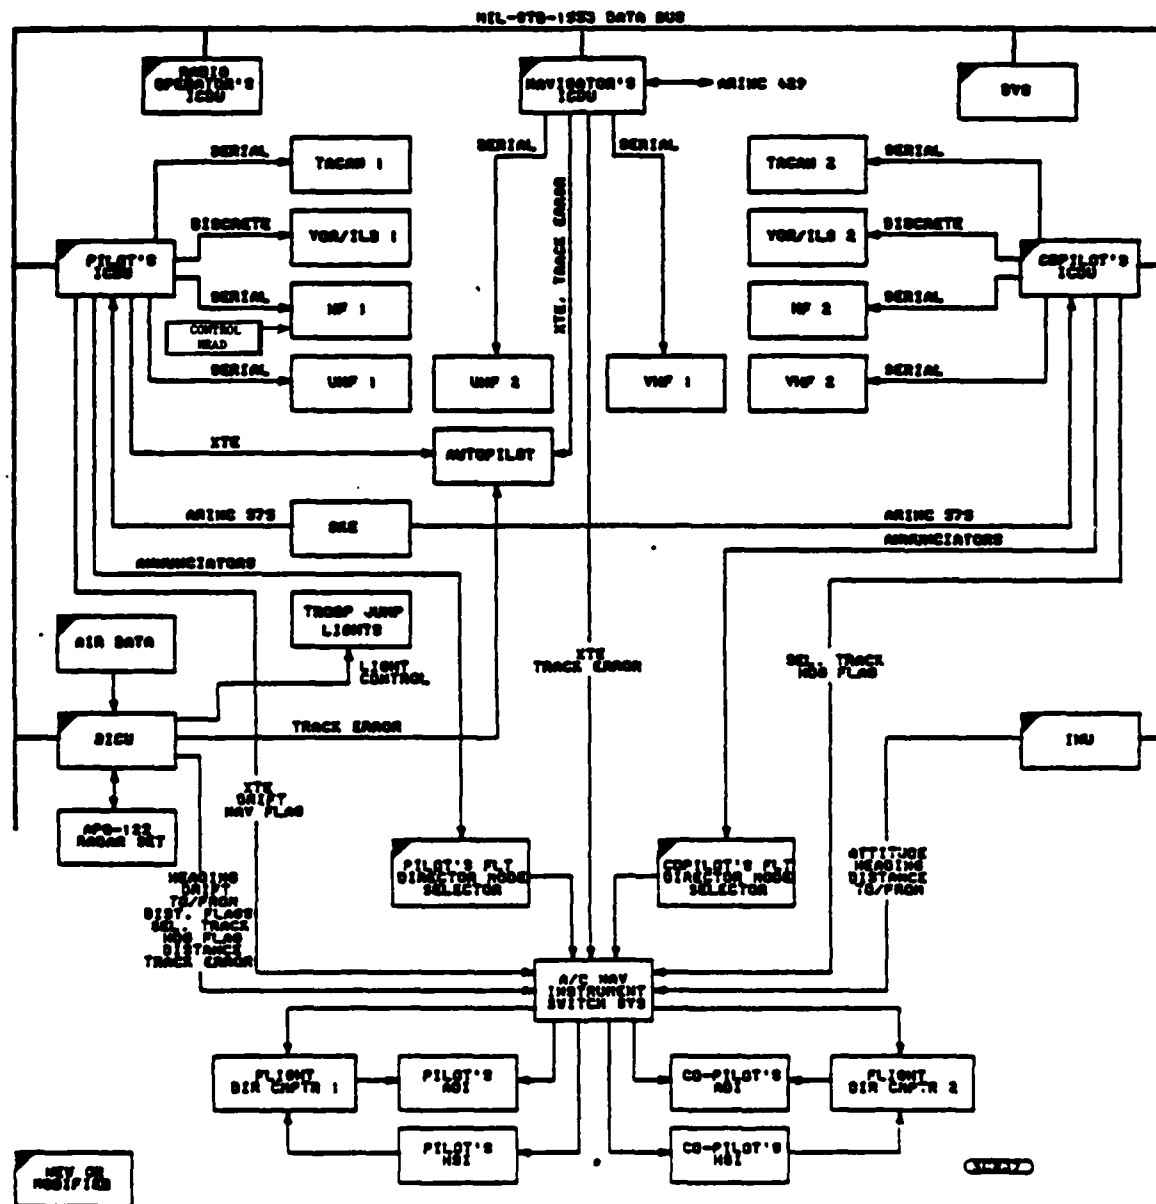 MIL-STD-1553 DATA BUS
RADIO
OPERATOR'S
ICDU
NAVIGATOR'S
ICDU
ARINC 429
SERIAL
TACAN 1
SERIAL
XTE, TRACK ERROR
SERIAL
TACAN 2
SERIAL
DISCRETE
VOR/ILS 1
VOR/ILS 2
DISCRETE
PILOT'S
ICDU
COPILOT'S
ICDU
SERIAL
HF 1
HF 2
SERIAL
CONTROL
HEAD
SERIAL
UHF 1
UHF 2
VHF 1
VHF 2
SERIAL
XTE
AUTOPILOT
ARINC 575
SKE
ARINC 575
ANNUNCIATORS
ANNUNCIATORS
TROOP JUMP
LIGHTS
AIR DATA
LIGHT
CONTROL
XTE
TRACK ERROR
SEL. TRACK
HDG FLAG
BICU
TRACK ERROR
INU
XTE
DRIFT
NAV FLAG
APQ-122
RADAR SET
PILOT'S FLT
DIRECTOR MODE
SELECTOR
COPILOT'S FLT
DIRECTOR MODE
SELECTOR
ATTITUDE
HEADING
DISTANCE
TO/FROM
HEADING
DRIFT
TO/FROM
DIST. FLAGS
SEL. TRACK
HDG FLAG
DISTANCE
TRACK ERROR
A/C NAV
INSTRUMENT
SWITCH SYS
FLIGHT
DIR CMPTR 1
PILOT'S
ADI
CO-PILOT'S
ADI
FLIGHT
DIR CMPTR 2
PILOT'S
HSI
CO-PILOT'S
HSI
NEW OR
MODIFIED